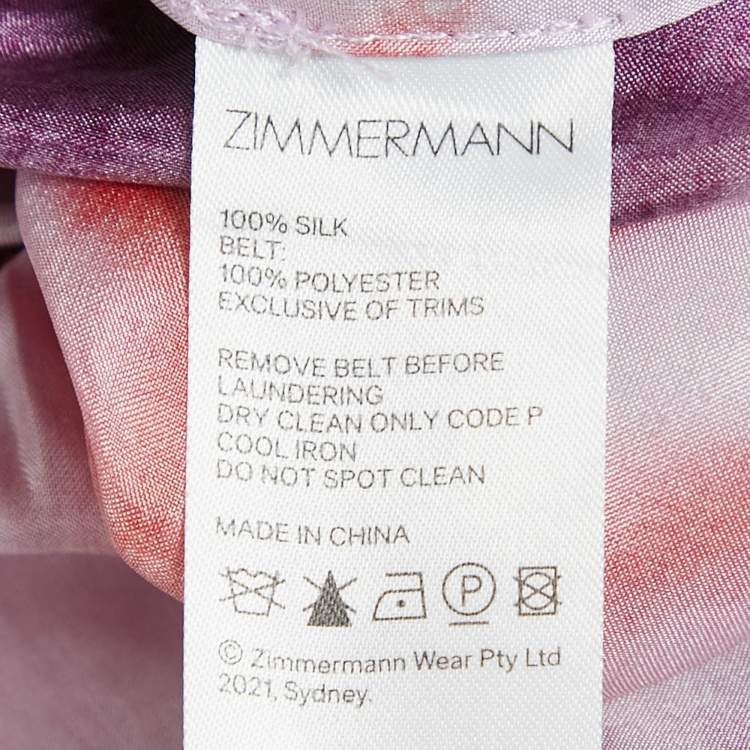 ZIMMERMANN
100% SILK
BELT:
100% POLYESTER
EXCLUSIVE OF TRIMS
REMOVE BELT BEFORE
LAUNDERING
DRY CLEAN ONLY CODE P
COOL IRON
DO NOT SPOT CLEAN
MADE IN CHINA
P
© Zimmermann Wear Pty Ltd
2021, Sydney.